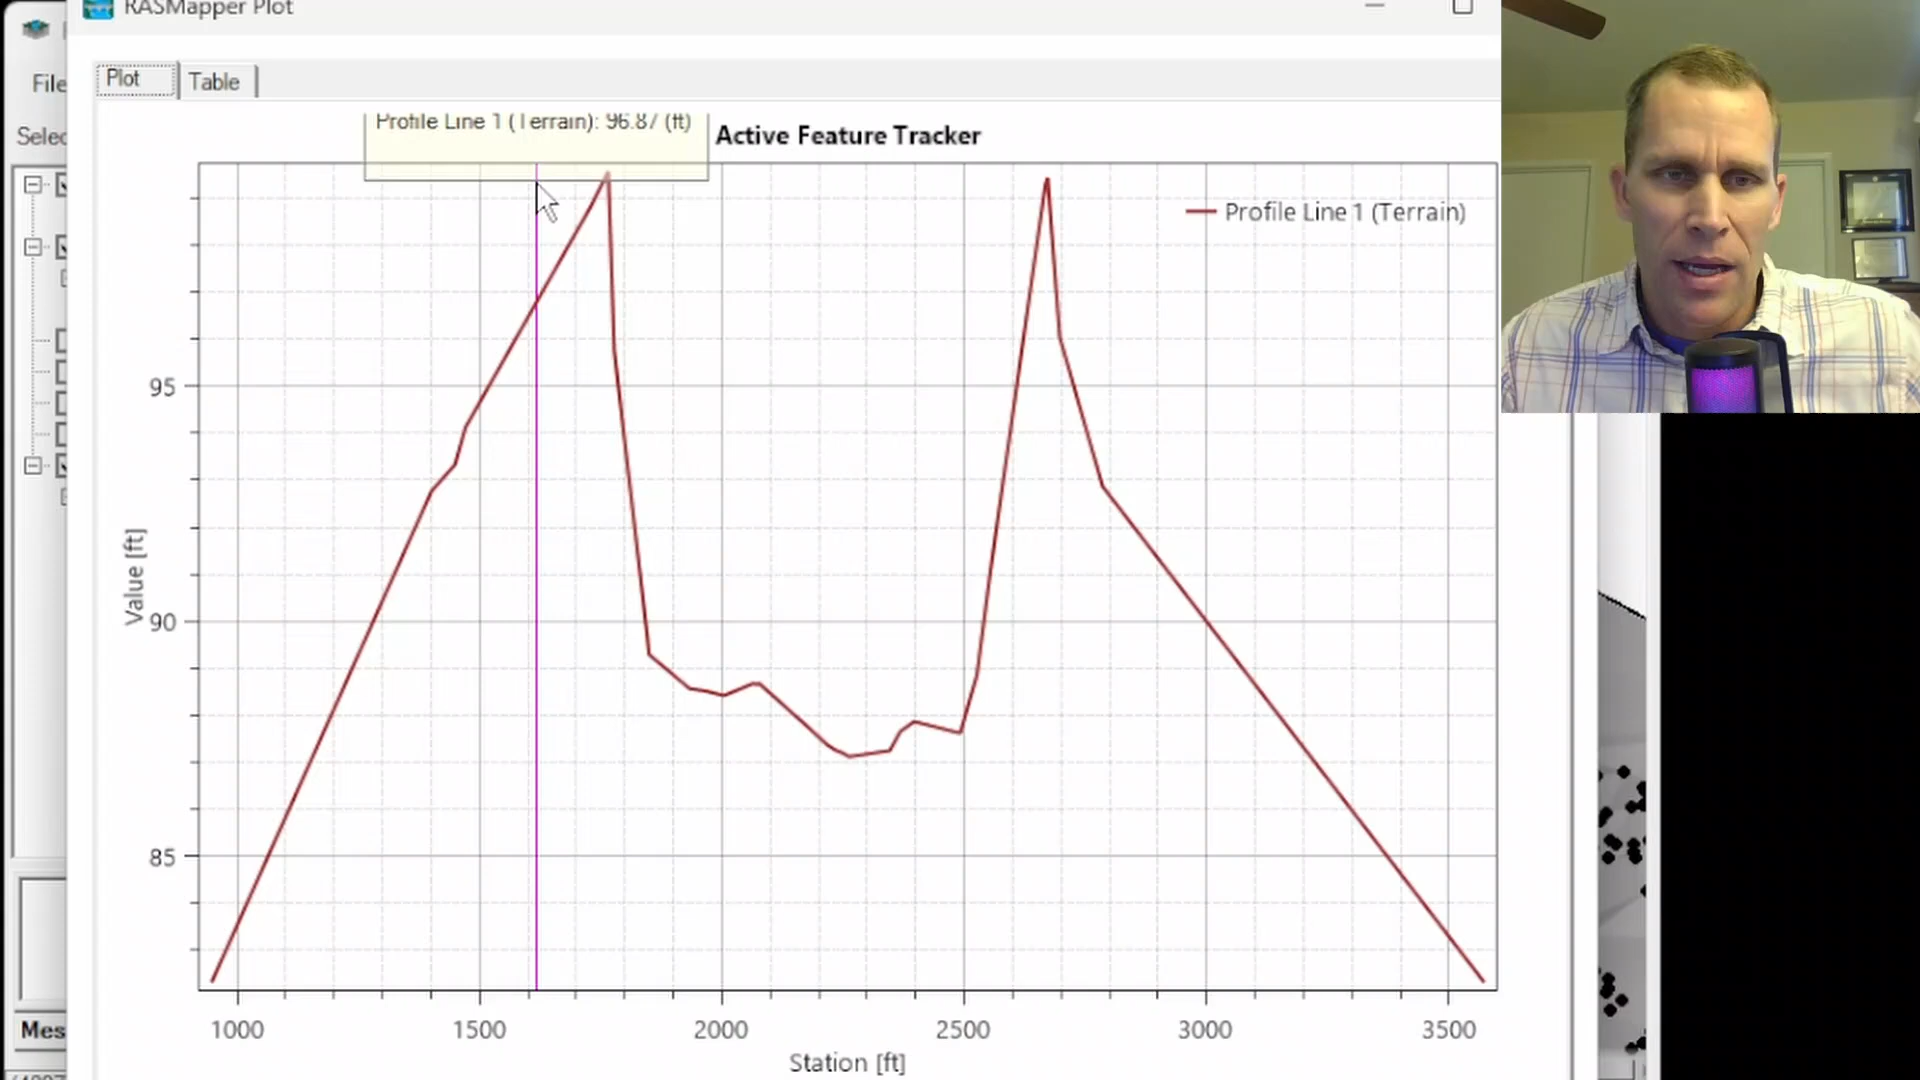 RASMapper Plot
File
Plot
Table
Selec
Profile Line 1 (Terrain): 96.87 (ft)
Active Feature Tracker
Profile Line 1 (Terrain)
95
90
85
Value [ft]
1000 1500 2000 2500 3000 3500
Station [ft]
Mes